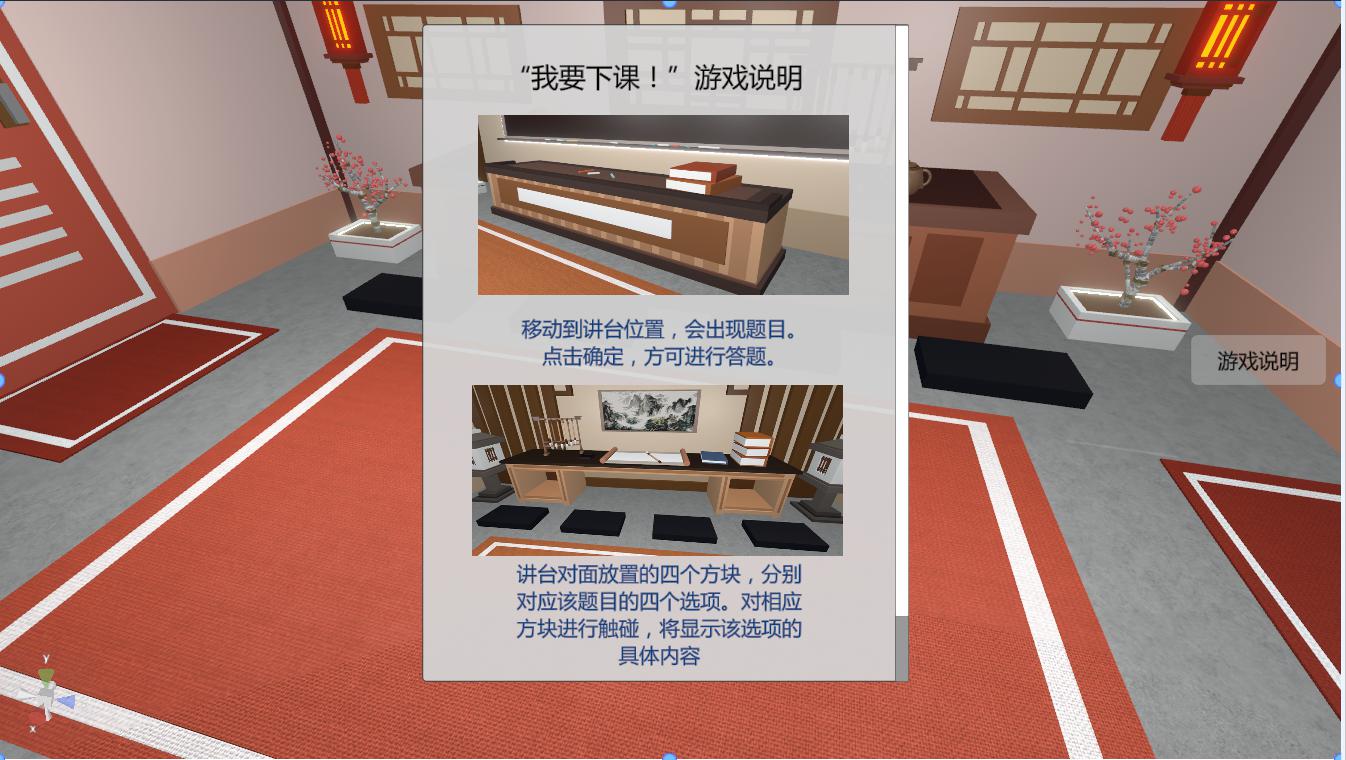 “我要下课！”游戏说明
移动到讲台位置，会出现题目。
点击确定，方可进行答题。
游戏说明
讲台对面放置的四个方块，分别
对应该题目的四个选项。对相应
方块进行触碰，将显示该选项的
具体内容
y
x